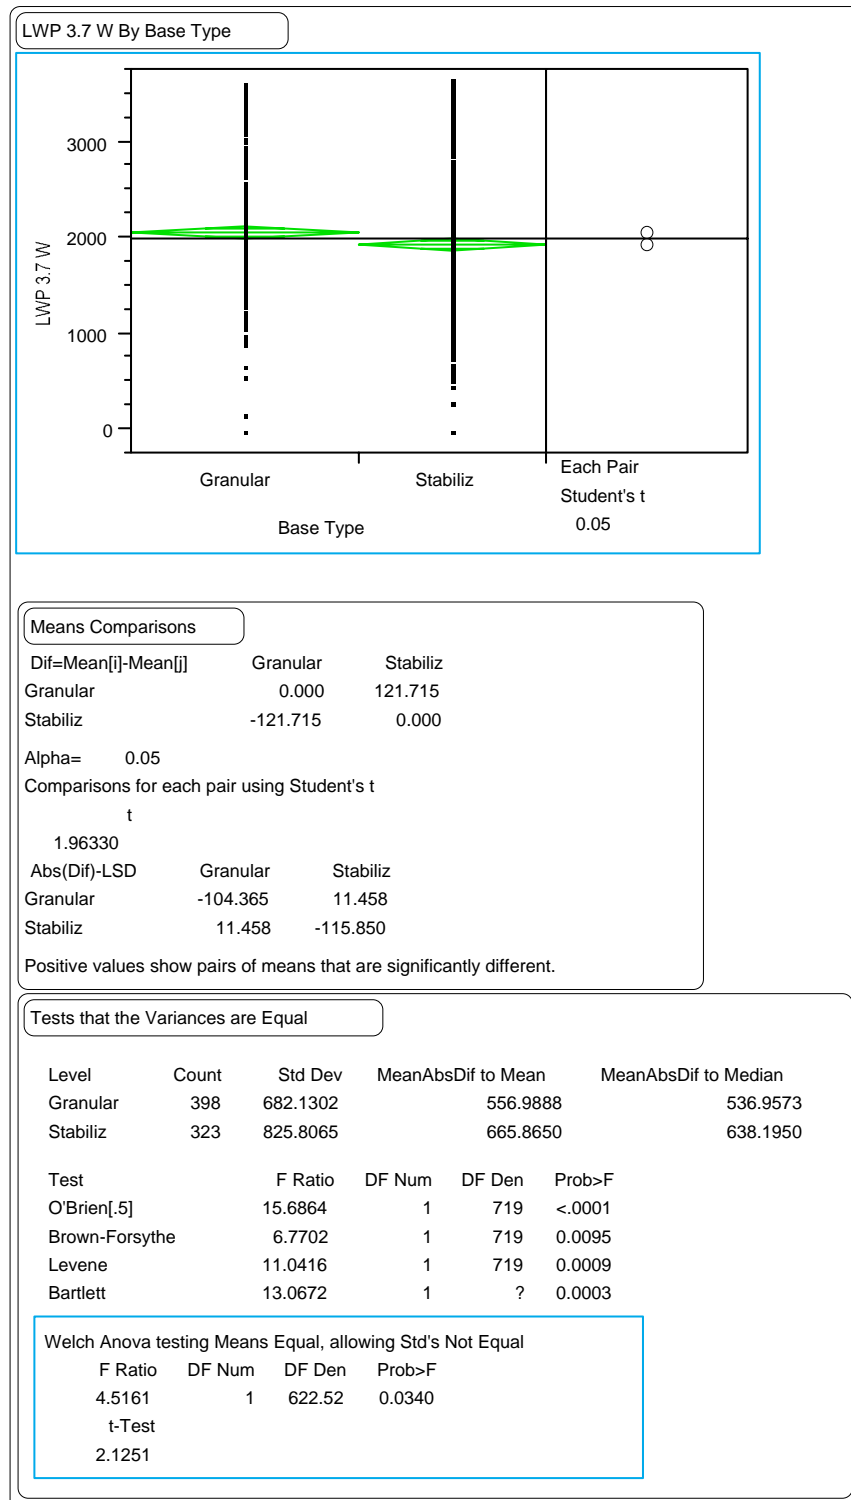 LWP 3.7 W By Base Type
LWP 3.7 W
3000
2000
1000
0
Granular Stabiliz
Each Pair
Student's t
0.05
Base Type
Means Comparisons
Dif=Mean[i]-Mean[j] Granular Stabiliz
Granular 0.000 121.715
Stabiliz -121.715 0.000
Alpha= 0.05
Comparisons for each pair using Student's t
t
1.96330
Abs(Dif)-LSD Granular Stabiliz
Granular -104.365 11.458
Stabiliz 11.458 -115.850
Positive values show pairs of means that are significantly different.
Tests that the Variances are Equal
Level Count Std Dev MeanAbsDif to Mean MeanAbsDif to Median
Granular 398 682.1302 556.9888 536.9573
Stabiliz 323 825.8065 665.8650 638.1950
Test F Ratio DF Num DF Den Prob>F
O'Brien[.5] 15.6864 1 719 <.0001
Brown-Forsythe 6.7702 1 719 0.0095
Levene 11.0416 1 719 0.0009
Bartlett 13.0672 1 ? 0.0003
Welch Anova testing Means Equal, allowing Std's Not Equal
F Ratio DF Num DF Den Prob>F
4.5161 1 622.52 0.0340
t-Test
2.1251